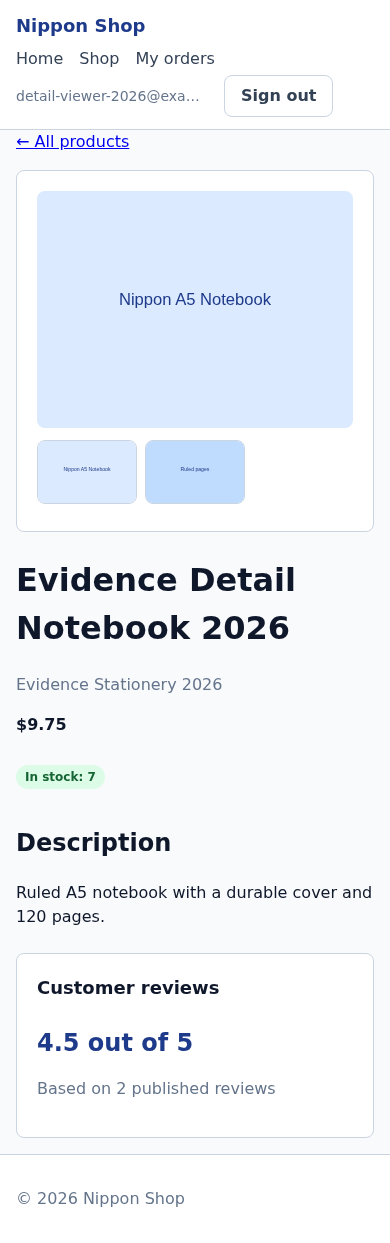 Nippon Shop
Home Shop My orders
detail-viewer-2026@exa... Sign out
← All products
Nippon A5 Notebook
Nippon A5 Notebook Ruled pages
Evidence Detail
Notebook 2026
Evidence Stationery 2026
$9.75
In stock: 7
Description
Ruled A5 notebook with a durable cover and
120 pages.
Customer reviews
4.5 out of 5
Based on 2 published reviews
© 2026 Nippon Shop